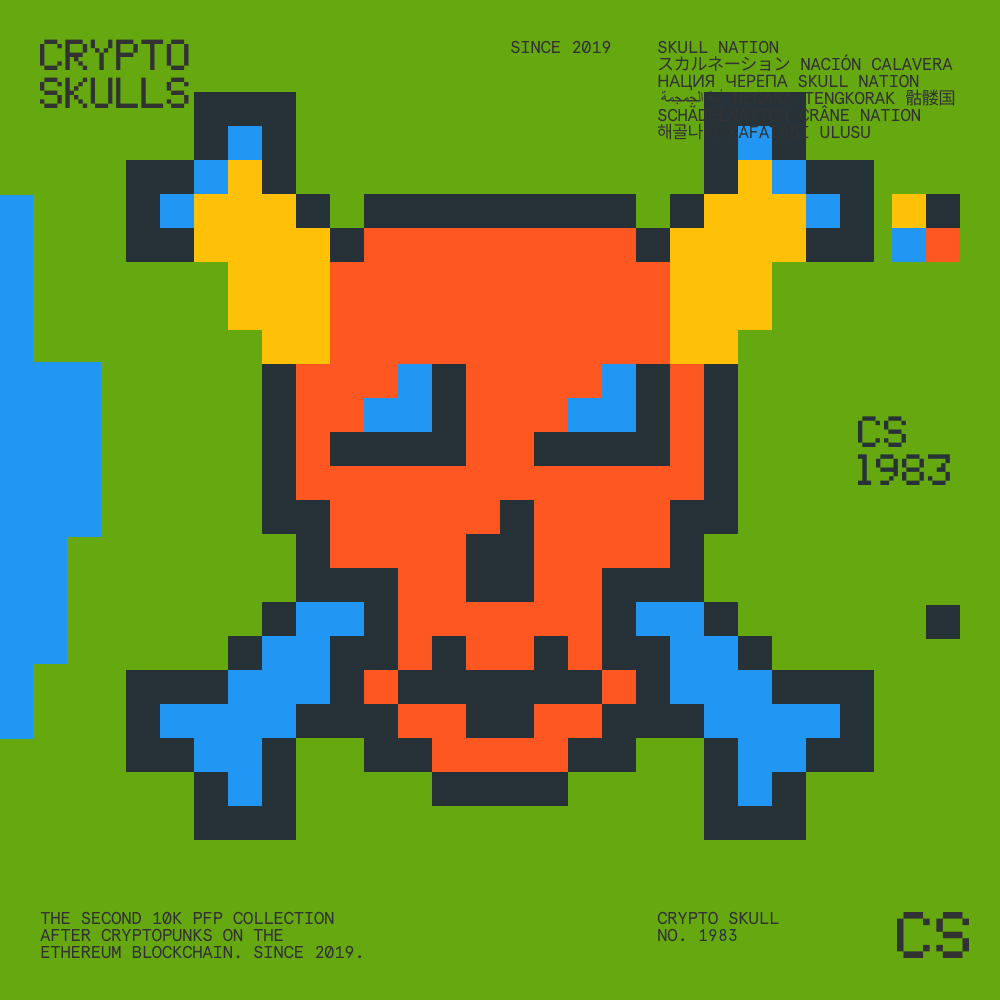 CRYPTO
SKULLS
SINCE 2019
SKULL NATION
スカルネーション NACIÓN CALAVERA
НАЦИЯ ЧЕРЕПА SKULL NATION
الجمجمة TENGKORAK 骷髅国
CRÂNE NATION
해골나 ULUSU
CS
1983
THE SECOND 10K PFP COLLECTION
AFTER CRYPTOPUNKS ON THE
ETHEREUM BLOCKCHAIN. SINCE 2019.
CRYPTO SKULL
NO. 1983
CS